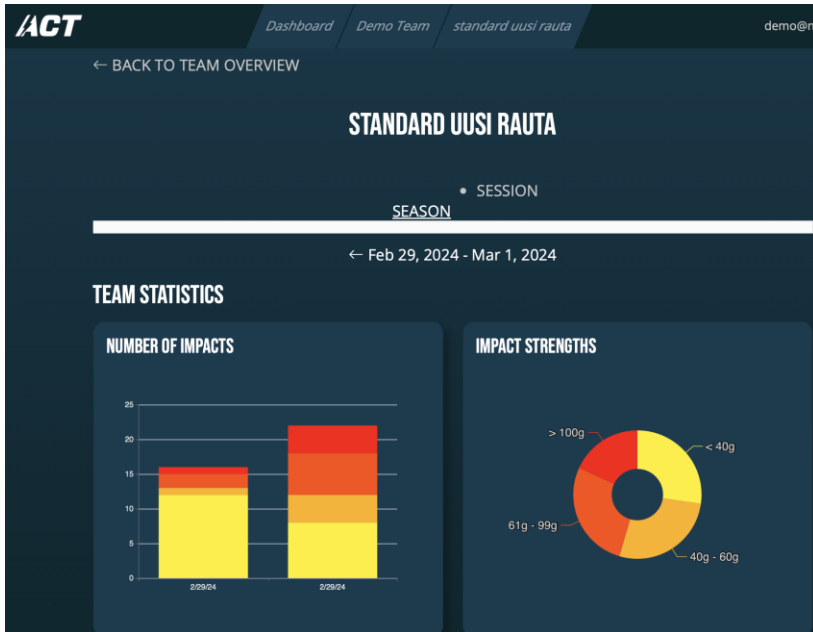 ACT
Dashboard Demo Team standard uusi rauta
← BACK TO TEAM OVERVIEW
STANDARD UUSI RAUTA
• SESSION
SEASON
← Feb 29, 2024 - Mar 1, 2024
TEAM STATISTICS
NUMBER OF IMPACTS
25
20
15
10
5
0
2/29/24 2/29/24
IMPACT STRENGTHS
> 100g
< 40g
61g - 99g
40g - 60g